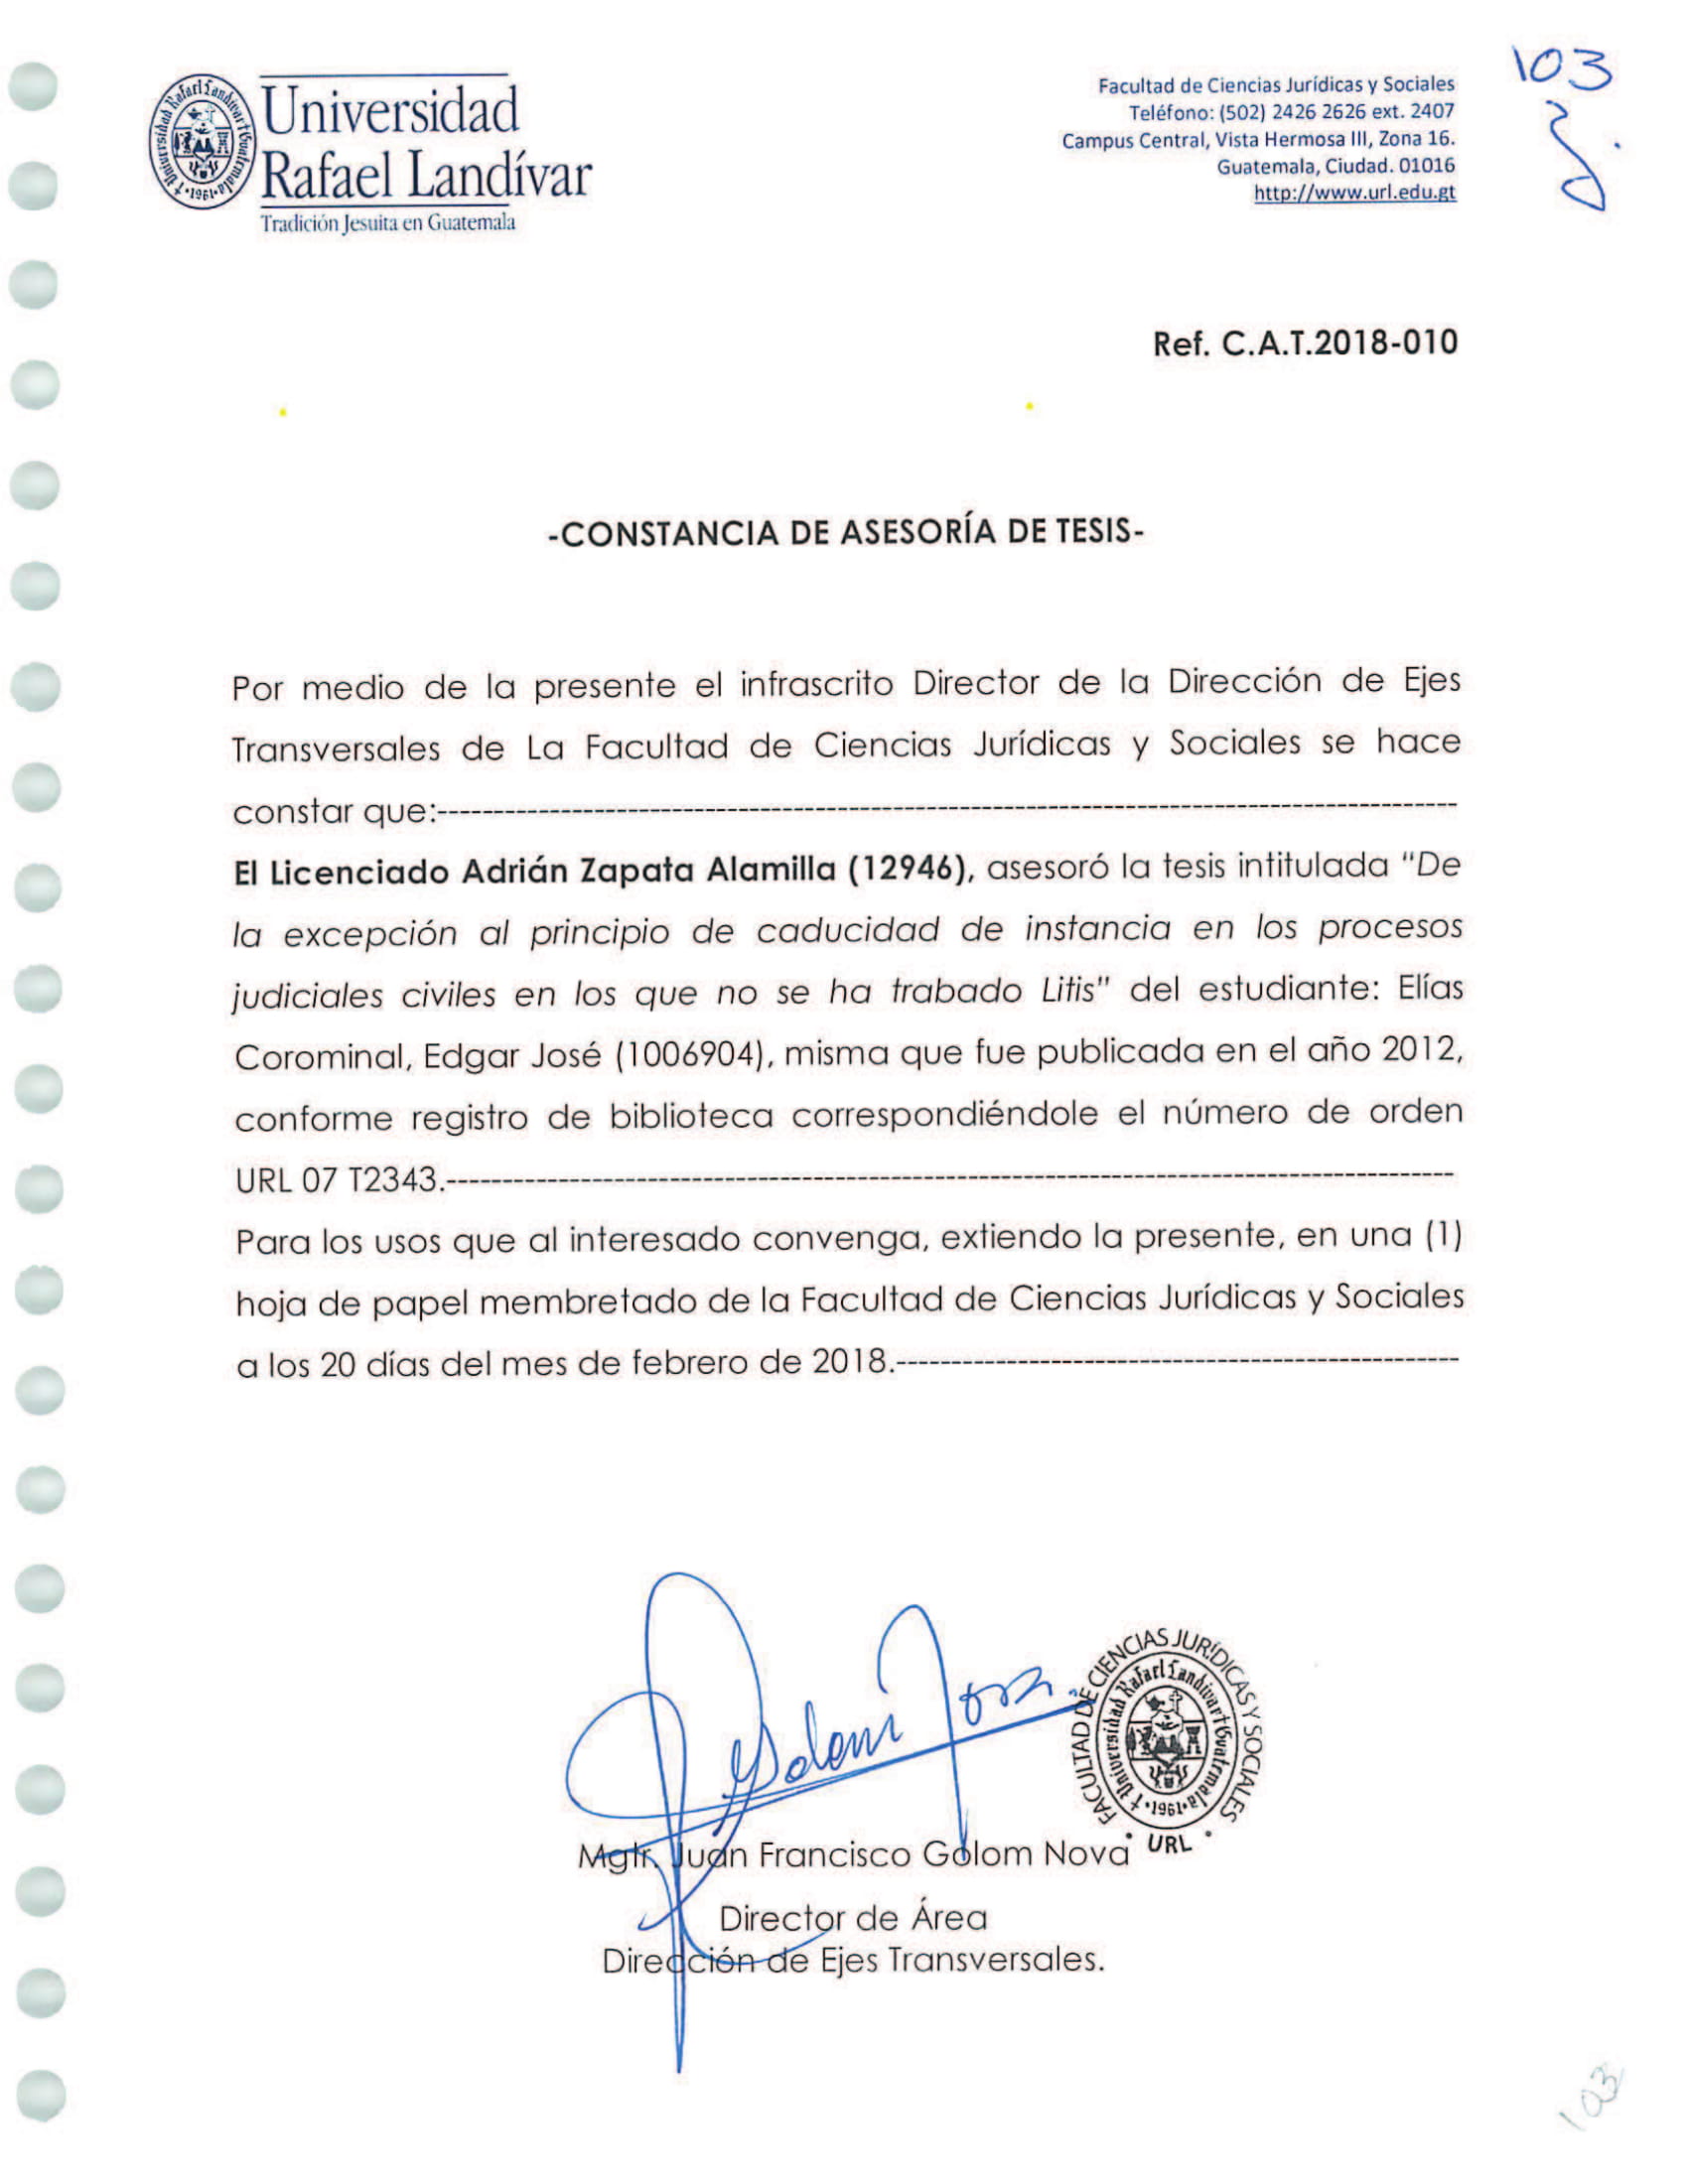 Universidad
Rafael Landívar
Tradición Jesuita en Guatemala
Facultad de Ciencias Jurídicas y Sociales
Teléfono: (502) 2426 2626 ext. 2407
Campus Central, Vista Hermosa III, Zona 16.
Guatemala, Ciudad. 01016
http://www.url.edu.gt
103
Ref. C.A.T.2018-010
-CONSTANCIA DE ASESORÍA DE TESIS-
Por medio de la presente el infrascrito Director de la Dirección de Ejes
Transversales de La Facultad de Ciencias Jurídicas y Sociales se hace
constar que:-----------------------------------------------------------------------------------------
El Licenciado Adrián Zapata Alamilla (12946), asesoró la tesis intitulada "De
la excepción al principio de caducidad de instancia en los procesos
judiciales civiles en los que no se ha trabado Litis" del estudiante: Elías
Corominal, Edgar José (1006904), misma que fue publicada en el año 2012,
conforme registro de biblioteca correspondiéndole el número de orden
URL 07 T2343.----------------------------------------------------------------------------------------
Para los usos que al interesado convenga, extiendo la presente, en una (1)
hoja de papel membretado de la Facultad de Ciencias Jurídicas y Sociales
a los 20 días del mes de febrero de 2018.-------------------------------------------------
FACULTAD DE CIENCIAS JURÍDICAS Y SOCIALES
Universidad Rafael Landívar Guatemala
1961
URL
Mgtr. Juan Francisco Golom Nova
Director de Área
Dirección de Ejes Transversales.
103